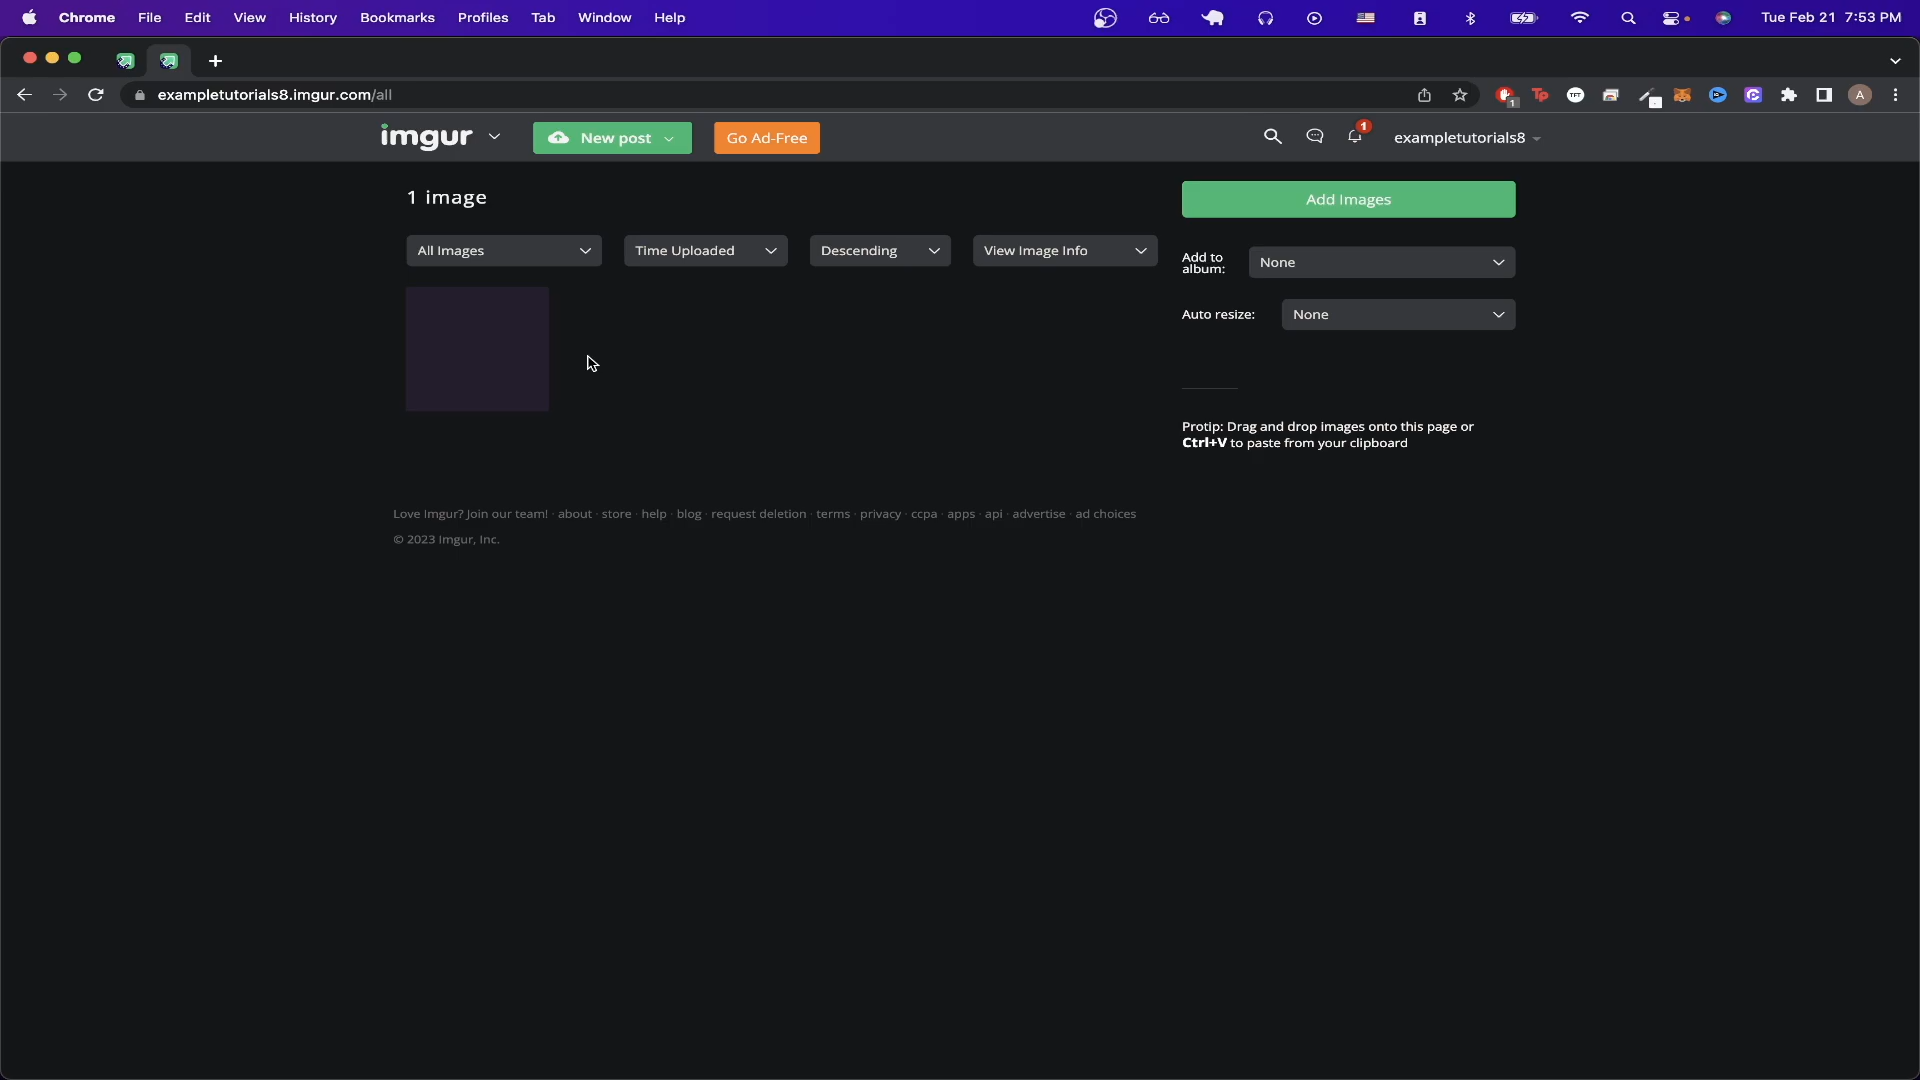 Chrome File Edit View History Bookmarks Profiles Tab Window Help Tue Feb 21 7:53 PM
exampletutorials8.imgur.com/all
imgur New post Go Ad-Free 1 exampletutorials8
1 image
Add Images
All Images Time Uploaded Descending View Image Info
Add to
album: None
Auto resize: None
Protip: Drag and drop images onto this page or
Ctrl+V to paste from your clipboard
Love Imgur? Join our team! · about · store · help · blog · request deletion · terms · privacy · ccpa · apps · api · advertise · ad choices
© 2023 Imgur, Inc.